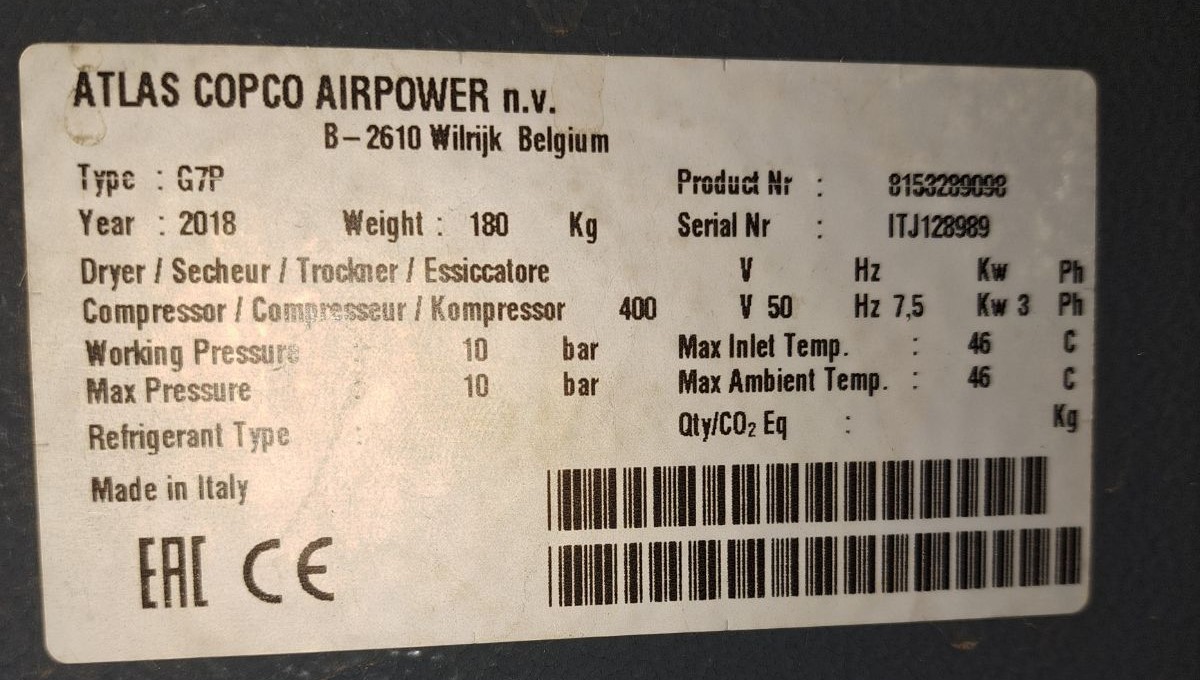 ATLAS COPCO AIRPOWER n.v.
B-2610 Wilrijk Belgium
Type : G7P Product Nr : 8153289098
Year : 2018 Weight : 180 Kg Serial Nr : ITJ128989
Dryer / Secheur / Trockner / Essiccatore V Hz Kw Ph
Compressor / Compresseur / Kompressor 400 V 50 Hz 7,5 Kw 3 Ph
Working Pressure : 10 bar Max Inlet Temp. : 46 C
Max Pressure : 10 bar Max Ambient Temp. : 46 C
Refrigerant Type : Qty/CO₂ Eq : Kg
Made in Italy
EAC CE